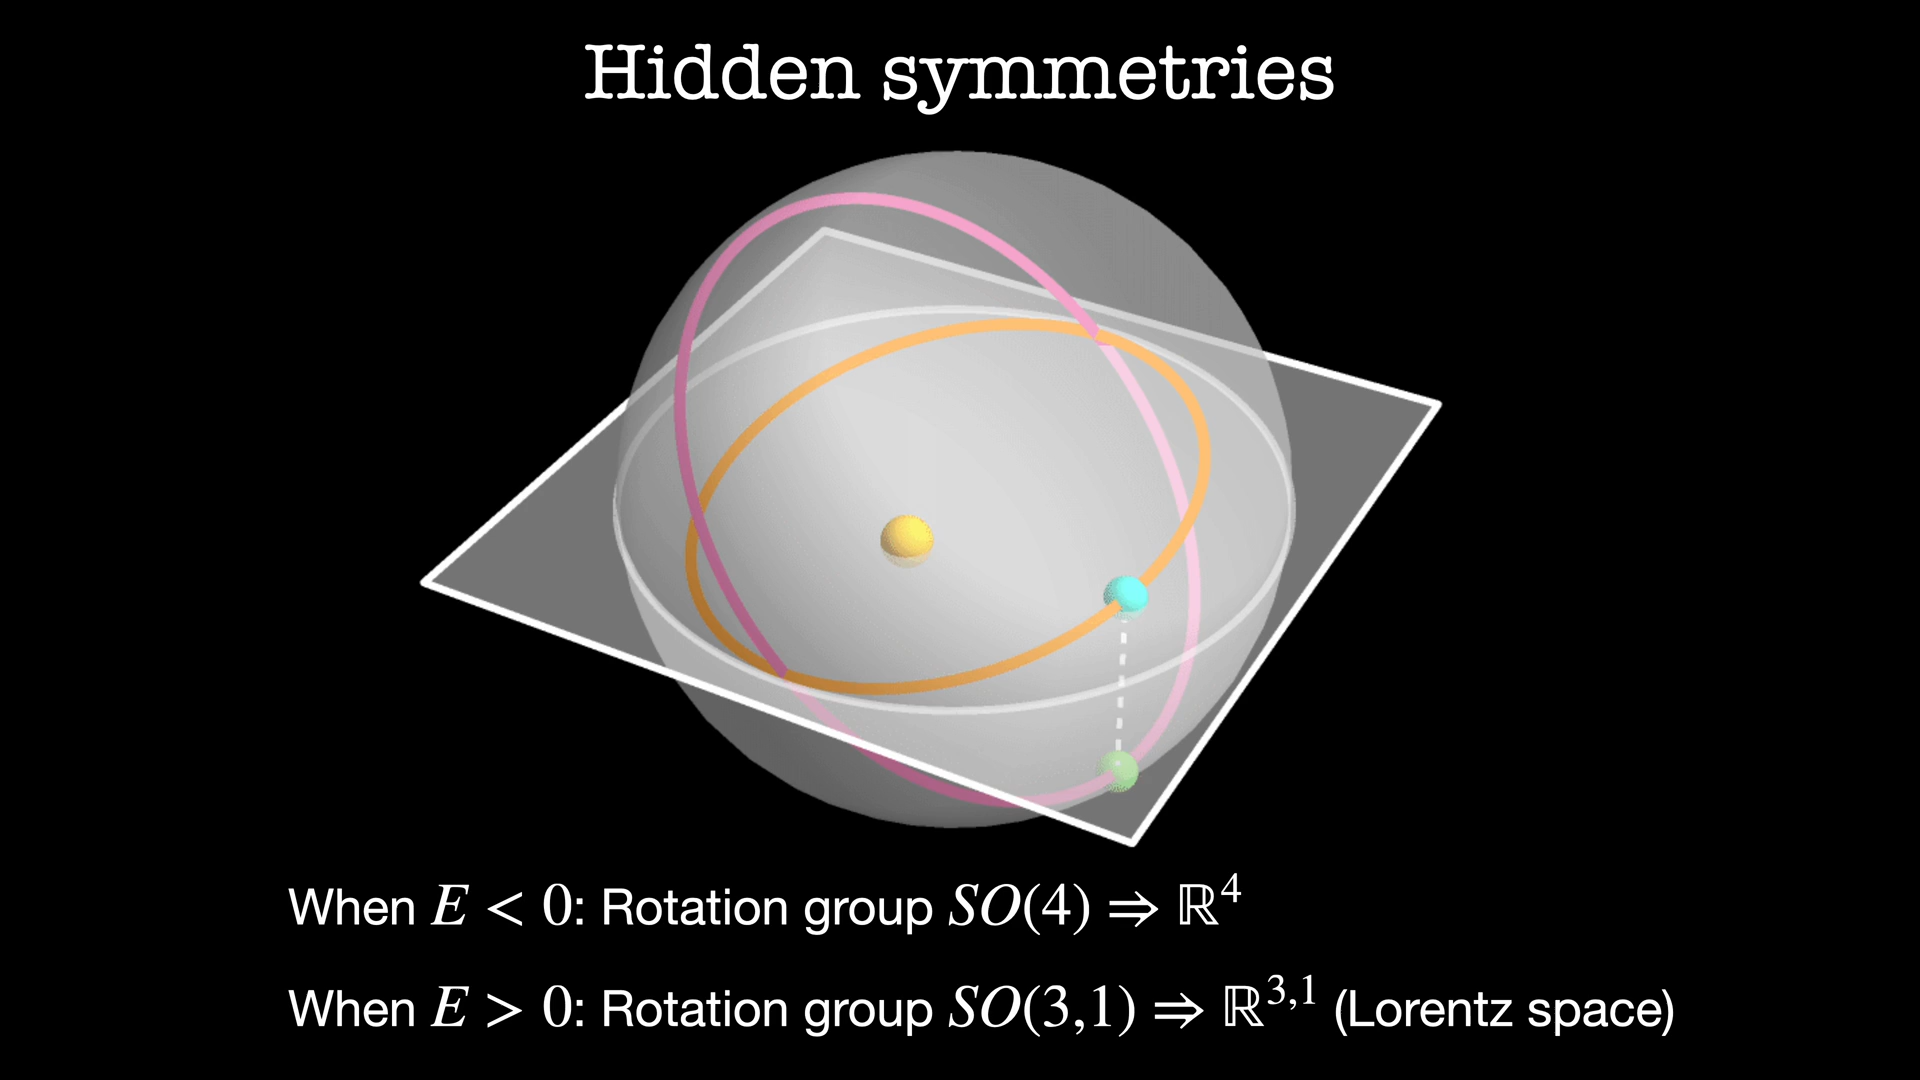 Hidden symmetries
When E < 0: Rotation group SO(4) ⇒ ℝ⁴
When E > 0: Rotation group SO(3,1) ⇒ ℝ³,¹ (Lorentz space)